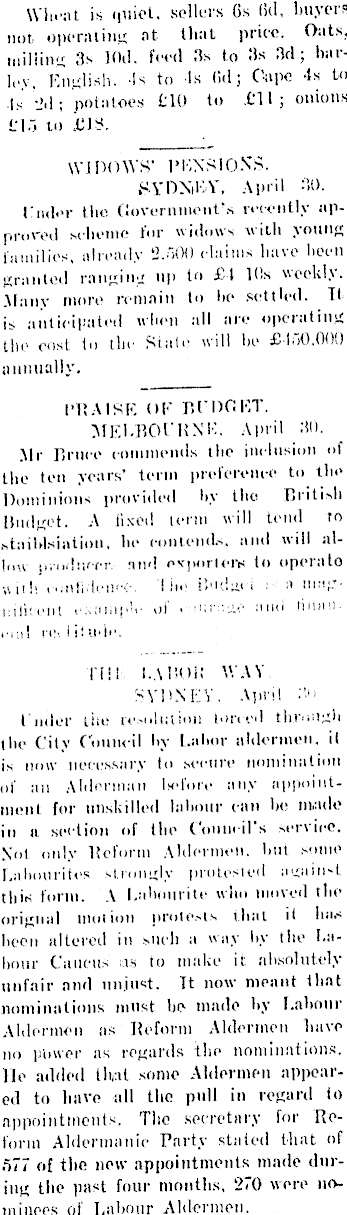 Wheat is quiet, sellers 6s 6d, buyers
not operating at that price. Oats,
milling 3s 10d, feed 3s to 3s 3d; bar-
ley, English, 4s to 4s 6d; Cape 4s to
4s 2d; potatoes £10 to £11; onions
£15 to £18.
WIDOWS' PENSIONS.
SYDNEY, April 30.
Under the Government's recently ap-
proved scheme for widows with young
families, already 2,500 claims have been
granted ranging up to £4 10s weekly.
Many more remain to be settled. It
is anticipated when all are operating
the cost to the State will be £450,000
annually.
PRAISE OF BUDGET.
MELBOURNE, April 30.
Mr Bruce commends the inclusion of
the ten years' term preference to the
Dominions provided by the British
Budget. A fixed term will tend to
staiblsiation, he contends, and will al-
low producers and exporters to operate
with confidence. The Budget is a mag-
nificent example of courage and finan-
cial rectitude.
THE LABOR WAY.
SYDNEY, April 30
Under the resolution forced through
the City Council by Labor aldermen, it
is now necessary to secure nomination
of an Alderman before any appoint-
ment for unskilled labour can be made
in a section of the Council's service.
Not only Reform Aldermen, but some
Labourites strongly protested against
this form. A Labourite who moved the
orignal motion protests that it has
been altered in such a way by the La-
bour Caucus as to make it absolutely
unfair and unjust. It now meant that
nominations must be made by Labour
Aldermen as Reform Aldermen have
no power as regards the nominations.
He added that some Aldermen appear-
ed to have all the pull in regard to
appointments. The secretary for Re-
form Aldermanic Party stated that of
577 of the new appointments made dur-
ing the past four months, 270 were no-
minees of Labour Aldermen.